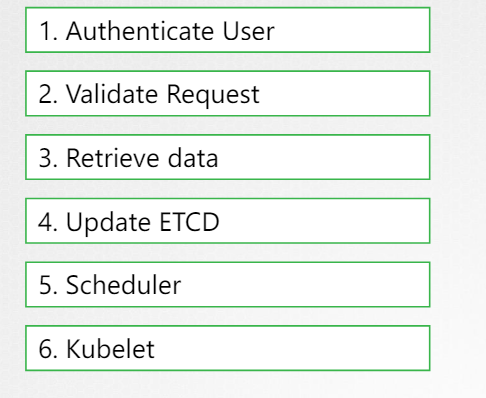 1. Authenticate User
2. Validate Request
3. Retrieve data
4. Update ETCD
5. Scheduler
6. Kubelet